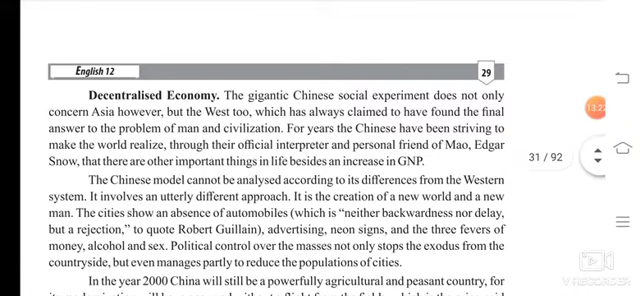 English 12
29
Decentralised Economy. The gigantic Chinese social experiment does not only
concern Asia however, but the West too, which has always claimed to have found the final
answer to the problem of man and civilization. For years the Chinese have been striving to
make the world realize, through their official interpreter and personal friend of Mao, Edgar
Snow, that there are other important things in life besides an increase in GNP.
The Chinese model cannot be analysed according to its differences from the Western
system. It involves an utterly different approach. It is the creation of a new world and a new
man. The cities show an absence of automobiles (which is "neither backwardness nor delay,
but a rejection," to quote Robert Guillain), advertising, neon signs, and the three fevers of
money, alcohol and sex. Political control over the masses not only stops the exodus from the
countryside, but even manages partly to reduce the populations of cities.
In the year 2000 China will still be a powerfully agricultural and peasant country, for
13:22
31 / 92